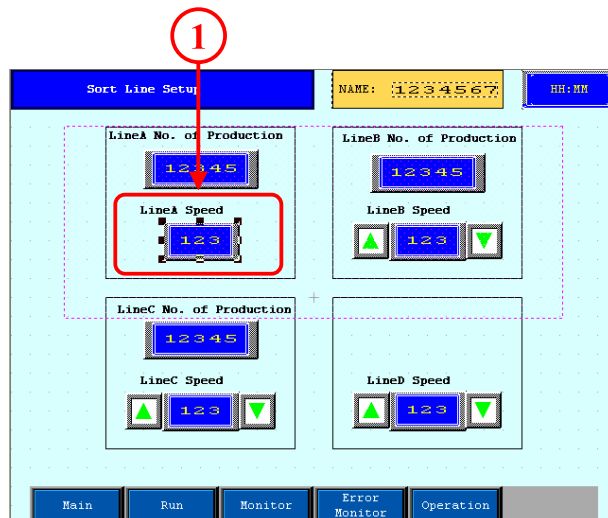 1
Sort Line Setup
NAME: 1234567
HH:MM
LineA No. of Production
LineB No. of Production
12345
12345
LineA Speed
LineB Speed
123
123
LineC No. of Production
12345
LineC Speed
LineD Speed
123
123
Main
Run
Monitor
Error
Monitor
Operation